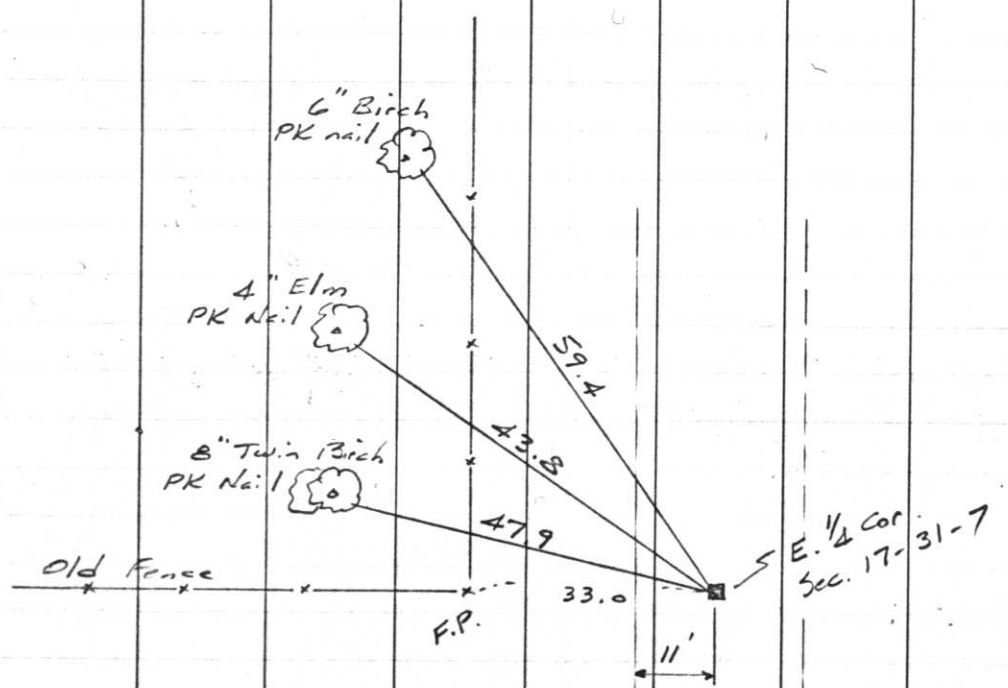 6" Birch
PK nail
4" Elm
PK Nail
8" Twin Birch
PK Nail
59.4
43.8
47.9
Old Fence
F.P.
33.0
11'
E. 1/4 Cor.
Sec. 17-31-7